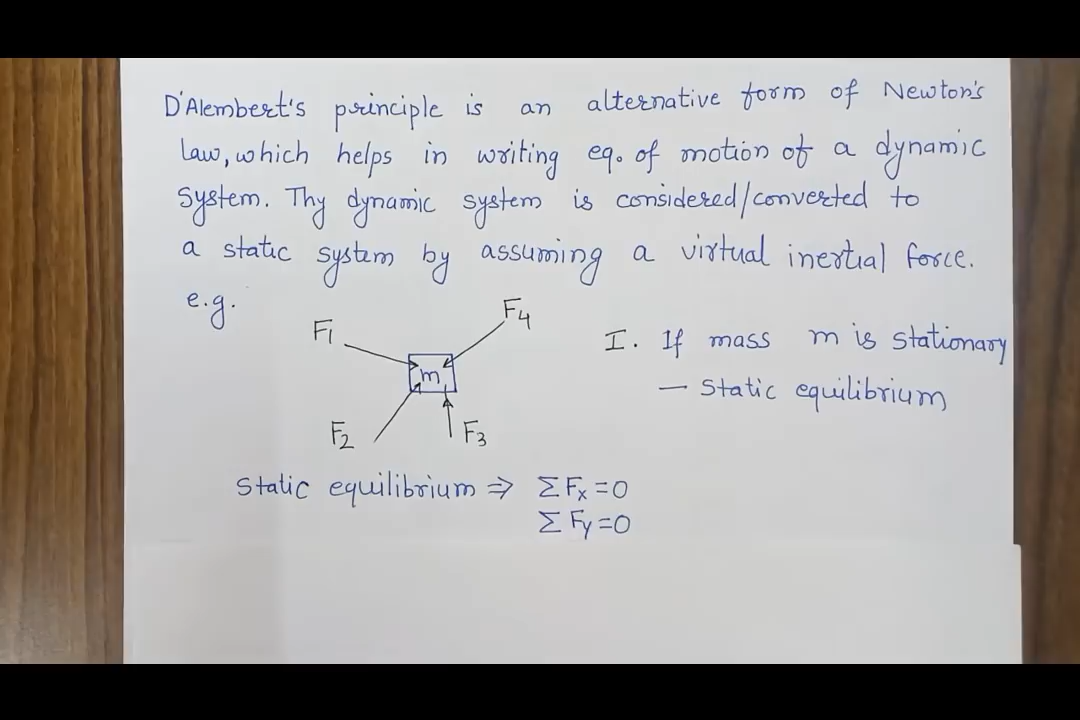 D'Alembert's principle is an alternative form of Newton's
law, which helps in writing eq. of motion of a dynamic
system. Thy dynamic system is considered/converted to
a static system by assuming a virtual inertial force.
e.g.
F1
F4
m
F2
F3
I. If mass m is stationary
— Static equilibrium
Static equilibrium ⇒ ΣFx=0
ΣFy=0